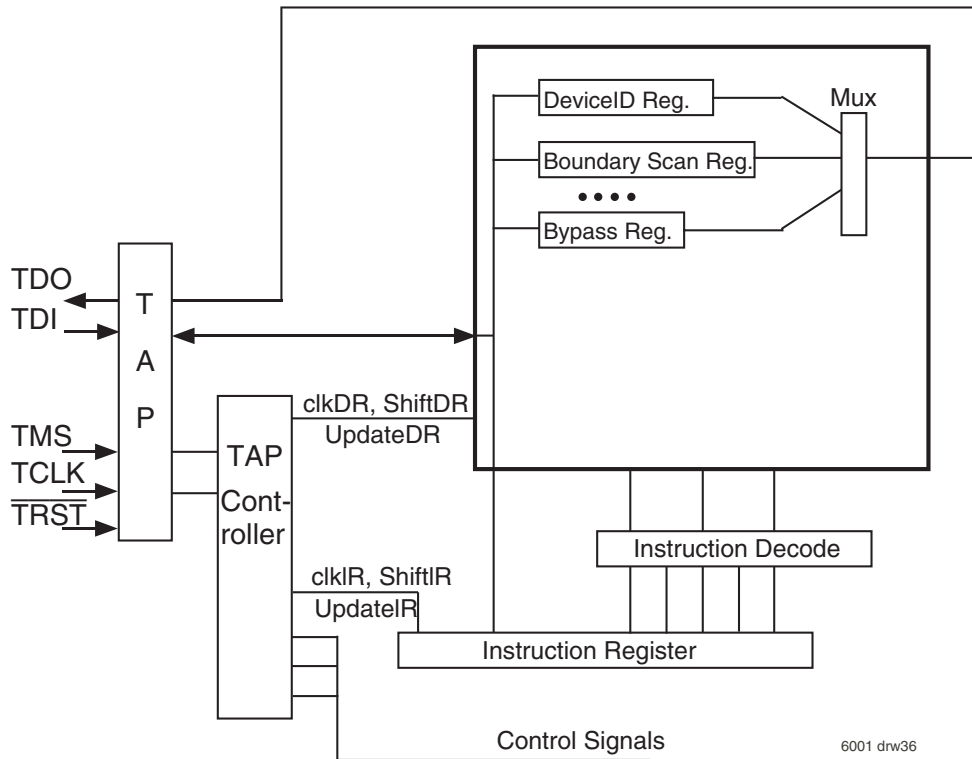 DeviceID Reg.
Mux
Boundary Scan Reg.
Bypass Reg.
TDO
TDI
T
A
P
TMS
TCLK
TRST
clkDR, ShiftDR
UpdateDR
TAP
Cont-
roller
Instruction Decode
clkIR, ShiftIR
UpdateIR
Instruction Register
Control Signals
6001 drw36